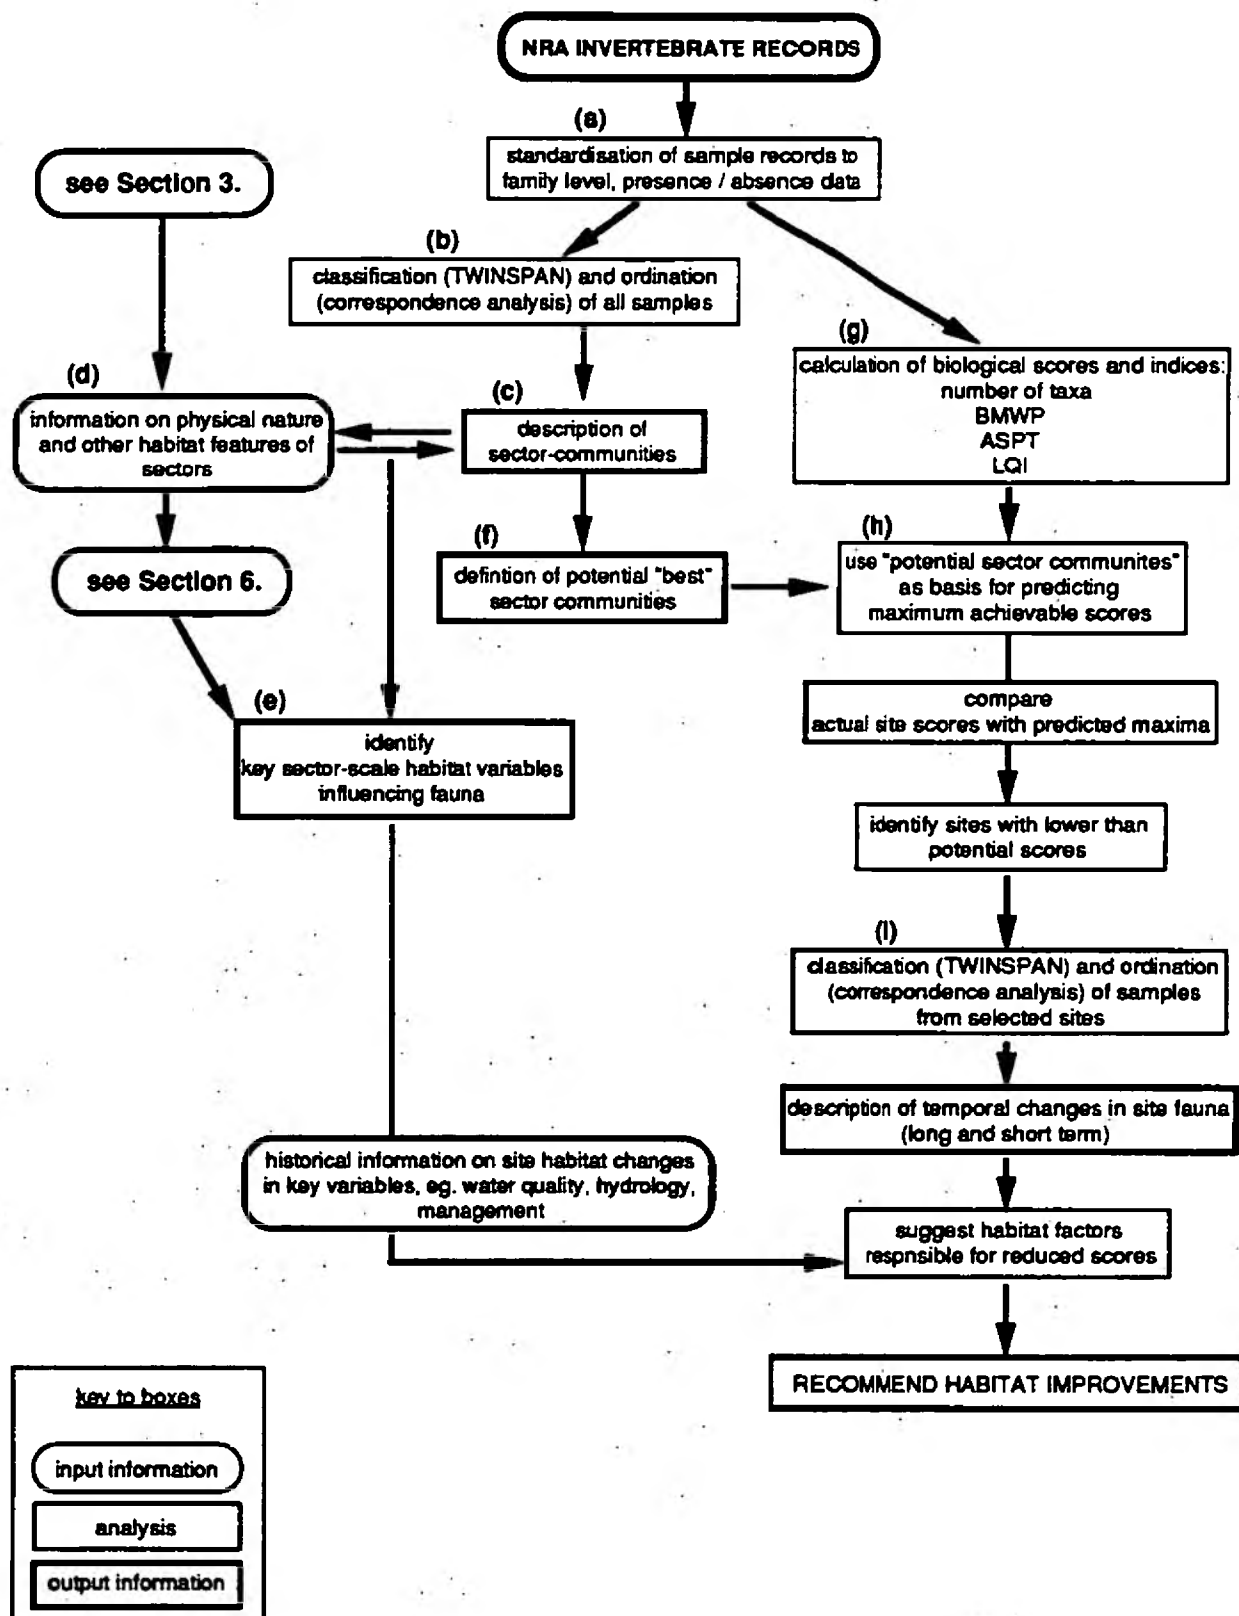 NRA INVERTEBRATE RECORDS
(a)
standardisation of sample records to
family level, presence / absence data
see Section 3.
(b)
classification (TWINSPAN) and ordination
(correspondence analysis) of all samples
(g)
calculation of biological scores and indices:
number of taxa
BMWP
ASPT
LQI
(d)
information on physical nature
and other habitat features of
sectors
(c)
description of
sector-communities
(h)
use "potential sector communites"
as basis for predicting
maximum achievable scores
(f)
defintion of potential "best"
sector communities
see Section 6.
compare
actual site scores with predicted maxima
(e)
identify
key sector-scale habitat variables
influencing fauna
identify sites with lower than
potential scores
(i)
classification (TWINSPAN) and ordination
(correspondence analysis) of samples
from selected sites
description of temporal changes in site fauna
(long and short term)
historical information on site habitat changes
in key variables, eg. water quality, hydrology,
management
suggest habitat factors
respnsible for reduced scores
RECOMMEND HABITAT IMPROVEMENTS
key to boxes
input information
analysis
output information